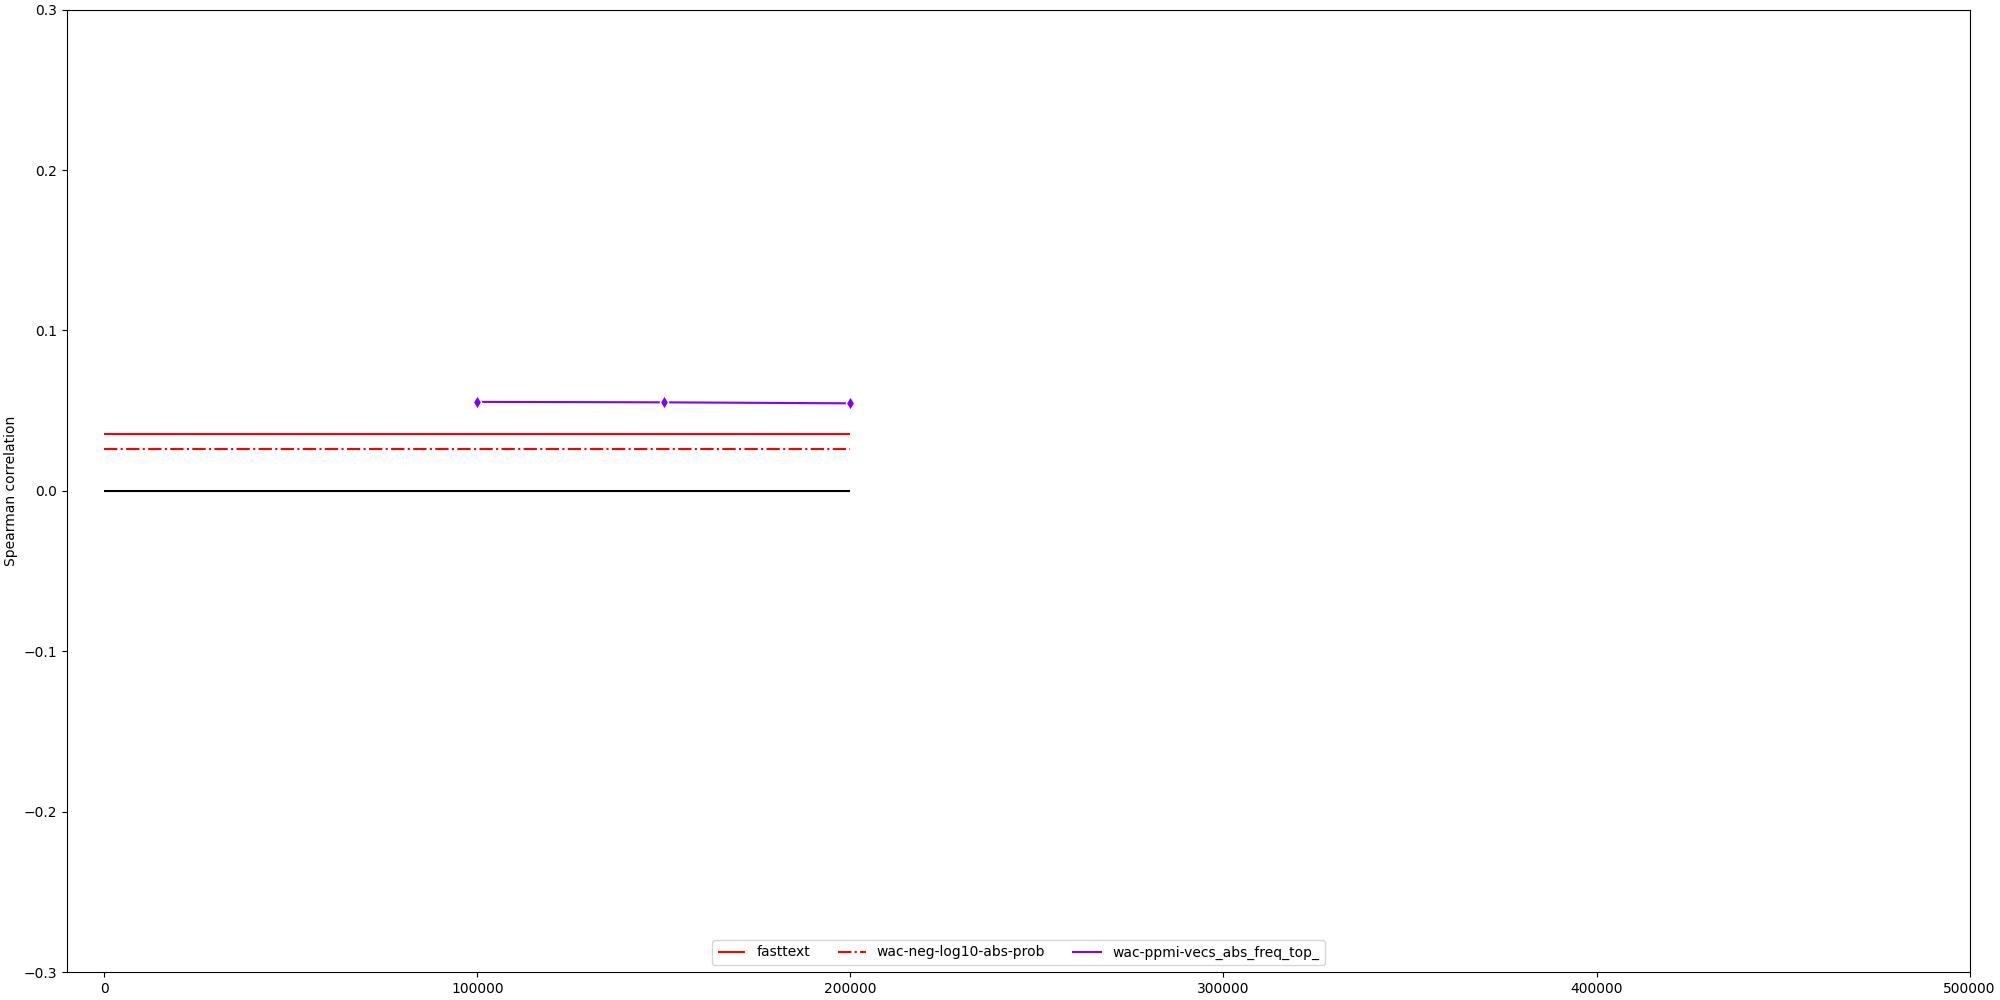 0.3
0.2
0.1
0.0
−0.1
−0.2
−0.3
Spearman correlation
fasttext wac-neg-log10-abs-prob wac-ppmi-vecs_abs_freq_top_
0 100000 200000 300000 400000 500000